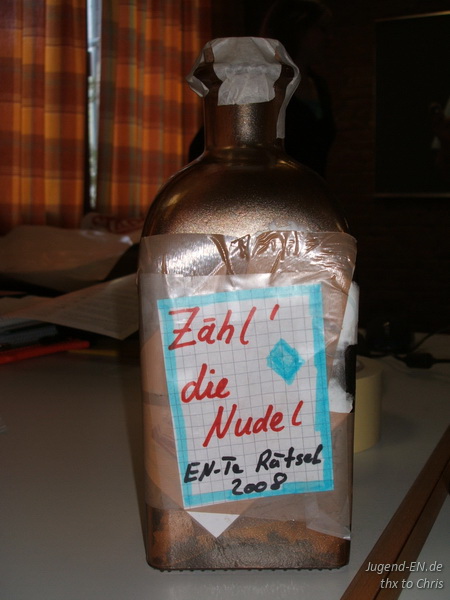 Zähl'
die
Nudel
EN-Te Rätsel
2008
Jugend-EN.de
thx to Chris